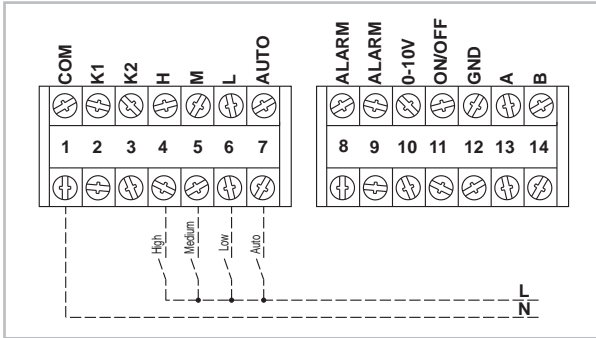 COM K1 K2 H M L AUTO ALARM ALARM 0-10V ON/OFF GND A B
1 2 3 4 5 6 7 8 9 10 11 12 13 14
High Medium Low Auto
L
N